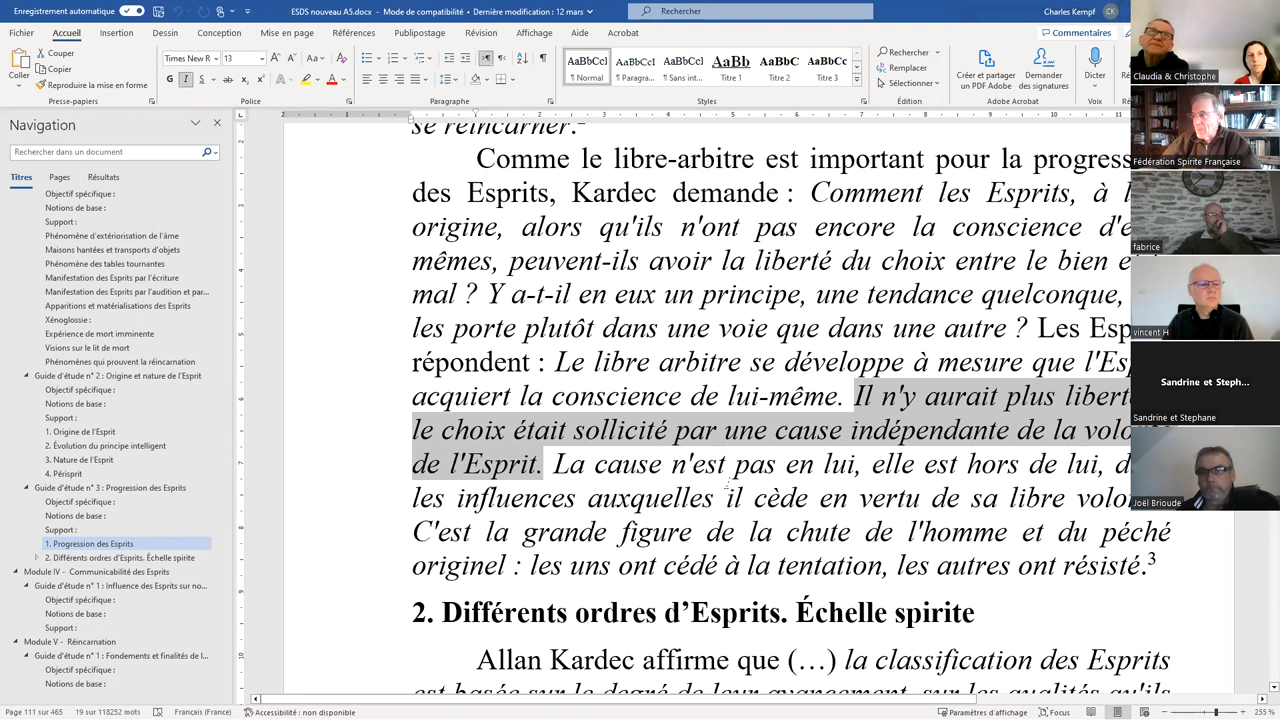 Enregistrement automatique
ESDS nouveau A5.docx - Mode de compatibilité • Dernière modification : 12 mars
Rechercher
Charles Kempf
CK
Fichier Accueil Insertion Dessin Conception Mise en page Références Publipostage Révision Affichage Aide Acrobat
Commentaires
Coller
Couper
Copier
Reproduire la mise en forme
Presse-papiers
Times New R
13
G I S ab x
Police
Paragraphe
AaBbCcI AaBbCcI AaBbCcI AaBb AaBbC AaBbCc
¶ Normal ¶ Paragra... ¶ Sans int... Titre 1 Titre 2 Titre 3
Styles
Rechercher
Remplacer
Sélectionner
Édition
Créer et partager un PDF Adobe
Demander des signatures
Adobe Acrobat
Dicter
Voix
Navigation
Rechercher dans un document
Titres Pages Résultats
Objectif spécifique :
Notions de base :
Support :
Phénomène d'extériorisation de l'âme
Maisons hantées et transports d'objets
Phénomène des tables tournantes
Manifestation des Esprits par l'écriture
Manifestation des Esprits par l'audition et par...
Apparitions et matérialisations des Esprits
Xénoglossie :
Expérience de mort imminente
Visions sur le lit de mort
Phénomènes qui prouvent la réincarnation
Guide d'étude n° 2 : Origine et nature de l'Esprit
Objectif spécifique :
Notions de base :
Support :
1. Origine de l'Esprit
2. Évolution du principe intelligent
3. Nature de l'Esprit
4. Périsprit
Guide d'étude n° 3 : Progression des Esprits
Objectif spécifique :
Notions de base :
Support :
1. Progression des Esprits
2. Différents ordres d'Esprits. Échelle spirite
Module IV - Communicabilité des Esprits
Guide d'étude n° 1 : Influence des Esprits sur no...
Objectif spécifique :
Notions de base :
Support :
Module V - Réincarnation
Guide d'étude n° 1 : Fondements et finalités de l...
Objectif spécifique :
Notions de base :
se réincarner.
Comme le libre-arbitre est important pour la progress
des Esprits, Kardec demande : Comment les Esprits, à l
origine, alors qu'ils n'ont pas encore la conscience d'e
mêmes, peuvent-ils avoir la liberté du choix entre le bien e
mal ? Y a-t-il en eux un principe, une tendance quelconque,
les porte plutôt dans une voie que dans une autre ? Les Esp
répondent : Le libre arbitre se développe à mesure que l'Esp
acquiert la conscience de lui-même. Il n'y aurait plus libert
le choix était sollicité par une cause indépendante de la volo
de l'Esprit. La cause n'est pas en lui, elle est hors de lui, d
les influences auxquelles il cède en vertu de sa libre volon
C'est la grande figure de la chute de l'homme et du péché
originel : les uns ont cédé à la tentation, les autres ont résisté.3
2. Différents ordres d'Esprits. Échelle spirite
Allan Kardec affirme que (…) la classification des Esprits
est basée sur le degré de leur avancement, sur les qualités qu'ils
Claudia & Christophe
Fédération Spirite Française
fabrice
vincent H
Sandrine et Steph...
Sandrine et Stephane
Joël Brioude
Page 111 sur 465
19 sur 118252 mots
Français (France)
Accessibilité : non disponible
Paramètres d'affichage
Focus
255 %